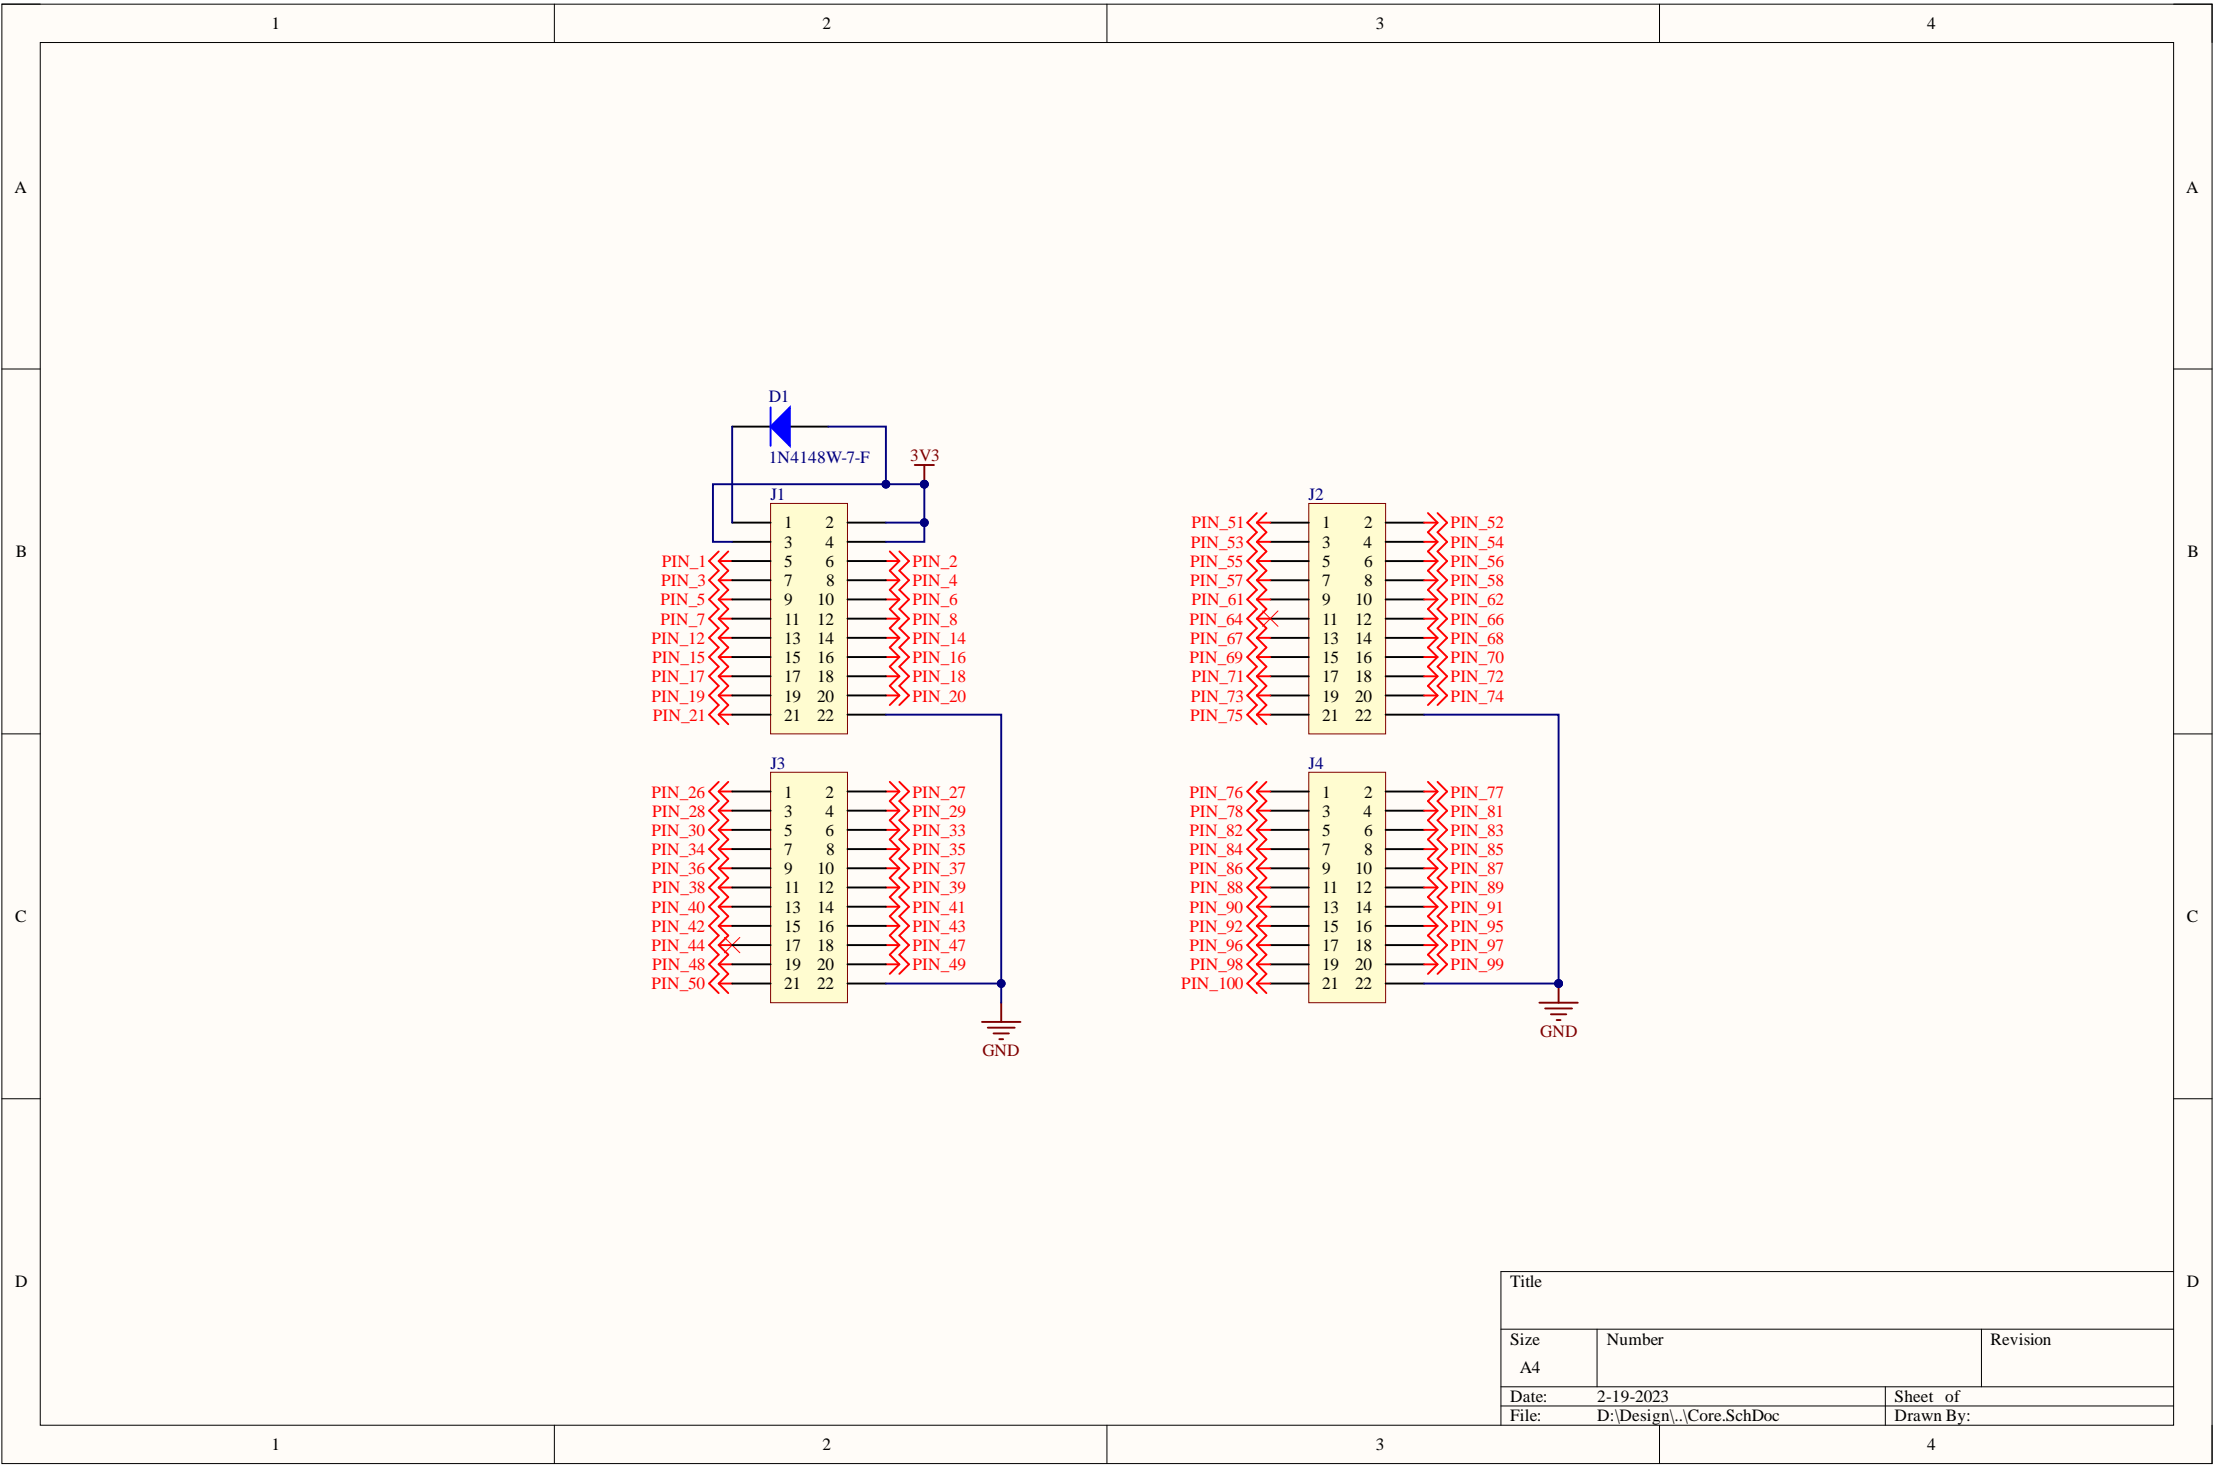 1 2 3 4
A A
D1
1N4148W-7-F
3V3
J1 J2
1 2 PIN_51 1 2 PIN_52
B 3 4 PIN_53 3 4 PIN_54 B
PIN_1 5 6 PIN_2 PIN_55 5 6 PIN_56
PIN_3 7 8 PIN_4 PIN_57 7 8 PIN_58
PIN_5 9 10 PIN_6 PIN_61 9 10 PIN_62
PIN_7 11 12 PIN_8 PIN_64 11 12 PIN_66
PIN_12 13 14 PIN_14 PIN_67 13 14 PIN_68
PIN_15 15 16 PIN_16 PIN_69 15 16 PIN_70
PIN_17 17 18 PIN_18 PIN_71 17 18 PIN_72
PIN_19 19 20 PIN_20 PIN_73 19 20 PIN_74
PIN_21 21 22 PIN_75 21 22
J3 J4
PIN_26 1 2 PIN_27 PIN_76 1 2 PIN_77
PIN_28 3 4 PIN_29 PIN_78 3 4 PIN_81
PIN_30 5 6 PIN_33 PIN_82 5 6 PIN_83
PIN_34 7 8 PIN_35 PIN_84 7 8 PIN_85
PIN_36 9 10 PIN_37 PIN_86 9 10 PIN_87
PIN_38 11 12 PIN_39 PIN_88 11 12 PIN_89
C PIN_40 13 14 PIN_41 PIN_90 13 14 PIN_91 C
PIN_42 15 16 PIN_43 PIN_92 15 16 PIN_95
PIN_44 17 18 PIN_47 PIN_96 17 18 PIN_97
PIN_48 19 20 PIN_49 PIN_98 19 20 PIN_99
PIN_50 21 22 PIN_100 21 22
GND GND
D Title D
Size Number Revision
A4
Date: 2-19-2023 Sheet of
File: D:\Design\..\Core.SchDoc Drawn By:
1 2 3 4